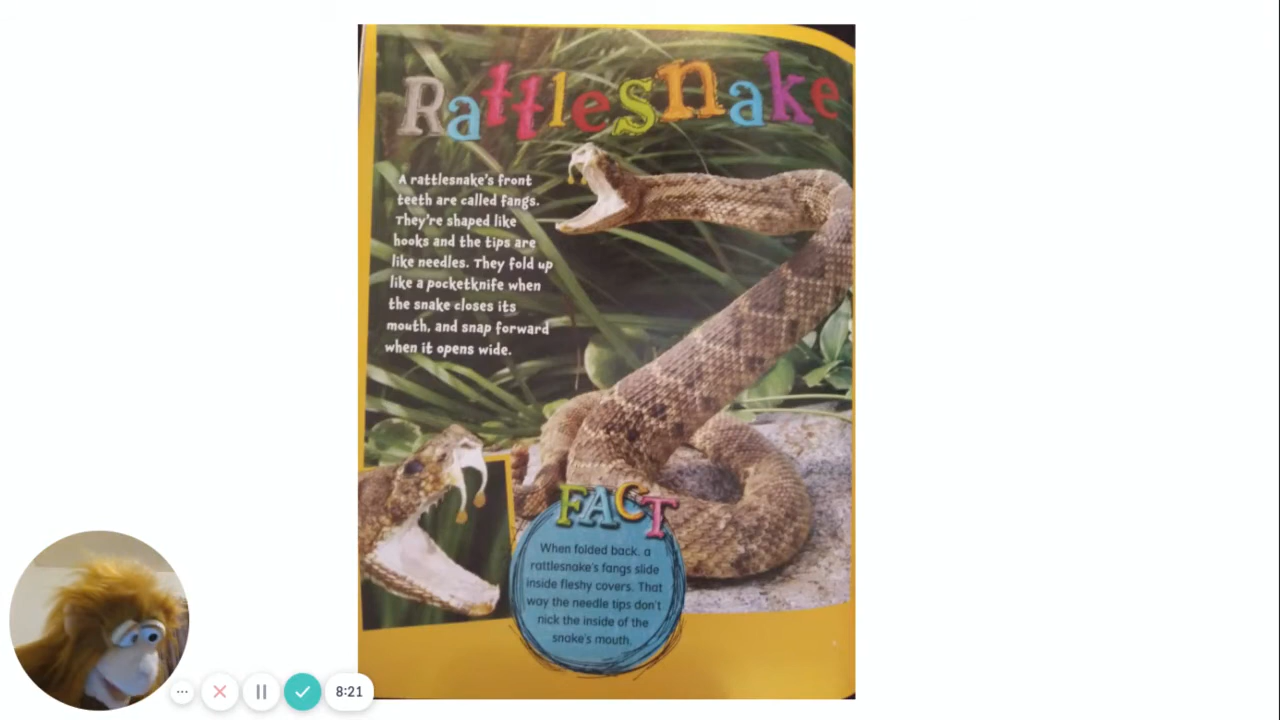 Rattlesnake
A rattlesnake's front
teeth are called fangs.
They're shaped like
hooks and the tips are
like needles. They fold up
like a pocketknife when
the snake closes its
mouth, and snap forward
when it opens wide.
FACT
When folded back, a
rattlesnake's fangs slide
inside fleshy covers. That
way the needle tips don't
nick the inside of the
snake's mouth.
8:21